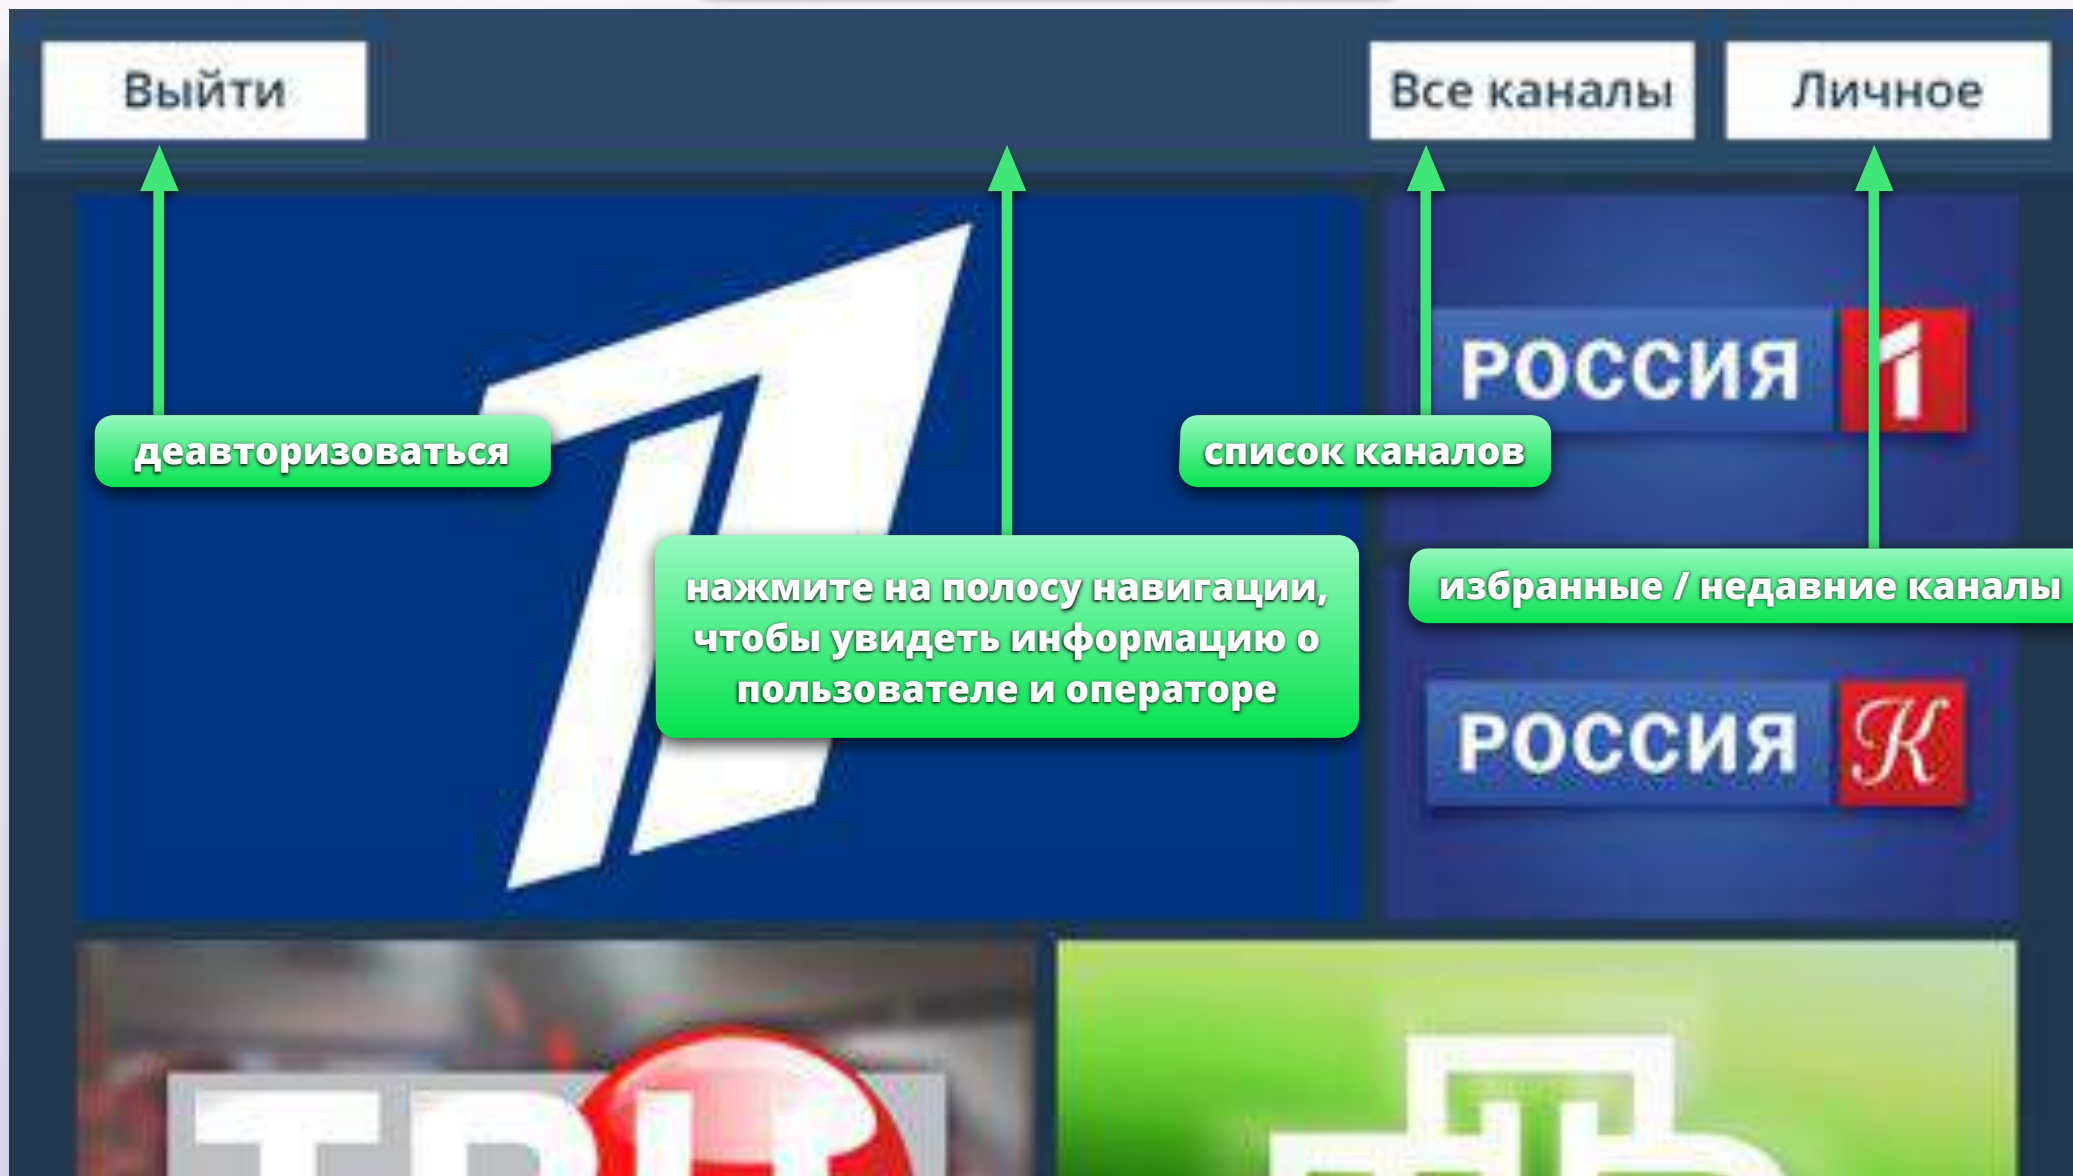 Выйти
Все каналы
Личное
РОССИЯ 1
деавторизоваться
список каналов
нажмите на полосу навигации,
чтобы увидеть информацию о
пользователе и операторе
избранные / недавние каналы
РОССИЯ К